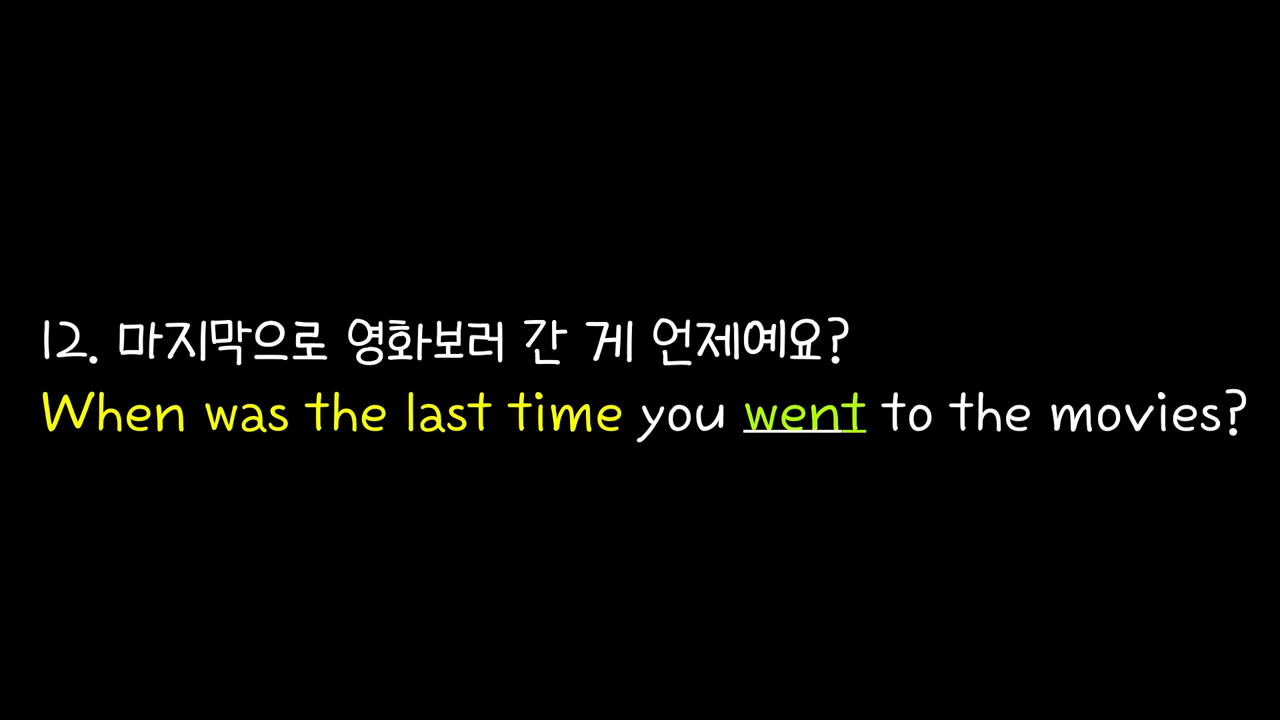 12. 마지막으로 영화보러 간 게 언제예요?
When was the last time you went to the movies?